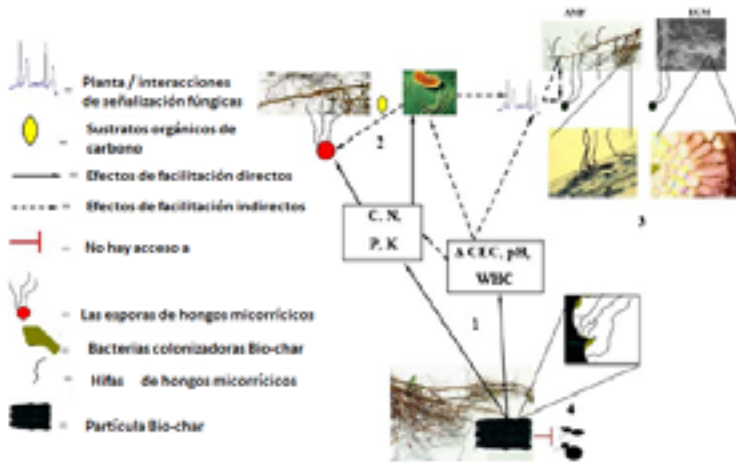 = Planta / interacciones
de señalización fúngicas
= Sustratos orgánicos de
carbono
= Efectos de facilitación directos
= Efectos de facilitación indirectos
= No hay acceso a
= Las esporas de hongos micorrícicos
= Bacterias colonizadoras Bio-char
= Hifas de hongos micorrícicos
= Partícula Bio-char
AMF
ECM
2
3
C, N,
P, K
Δ CEC, pH,
WHC
1
4